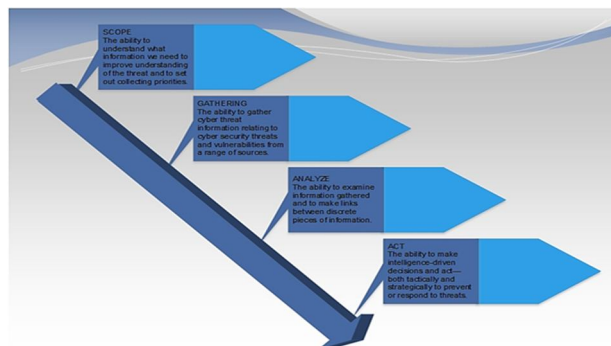 SCOPE
The ability to
understand what
information we need to
improve understanding
of the threat and to set
out collecting priorities.
GATHERING
The ability to gather
cyber threat
information relating to
cyber security threats
and vulnerabilities from
a range of sources.
ANALYZE
The ability to examine
information gathered
and to make links
between discrete
pieces of information.
ACT
The ability to make
intelligence-driven
decisions and act—
both tactically and
strategically to prevent
or respond to threats.